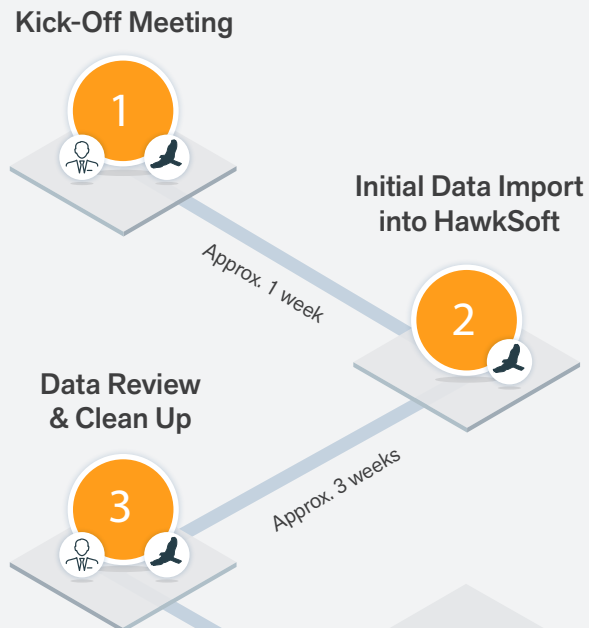 Kick-Off Meeting
1
Approx. 1 week
Initial Data Import
into HawkSoft
2
Approx. 3 weeks
Data Review
& Clean Up
3